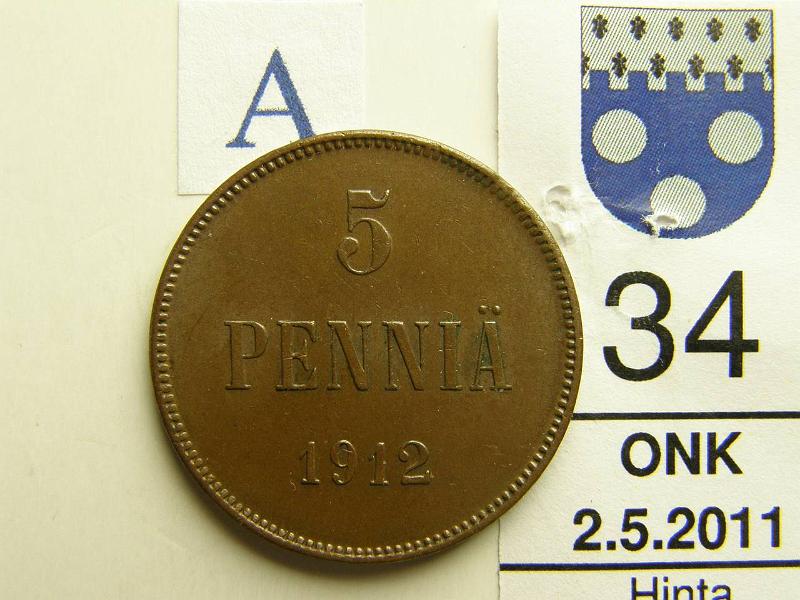 A
5
PENNIÄ
1912
34
ONK
2.5.2011
Hinta